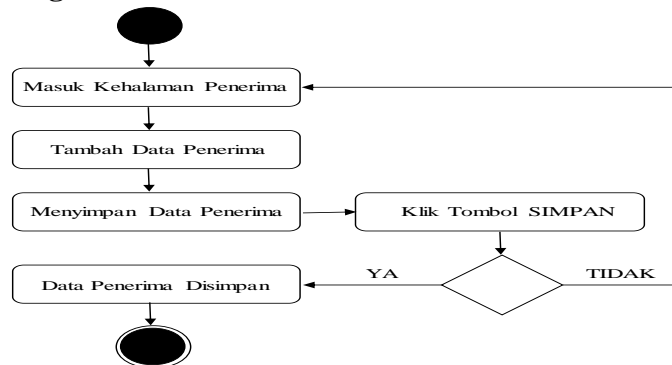 Masuk Kehalaman Penerima
Tambah Data Penerima
Menyimpan Data Penerima
Klik Tombol SIMPAN
YA
TIDAK
Data Penerima Disimpan